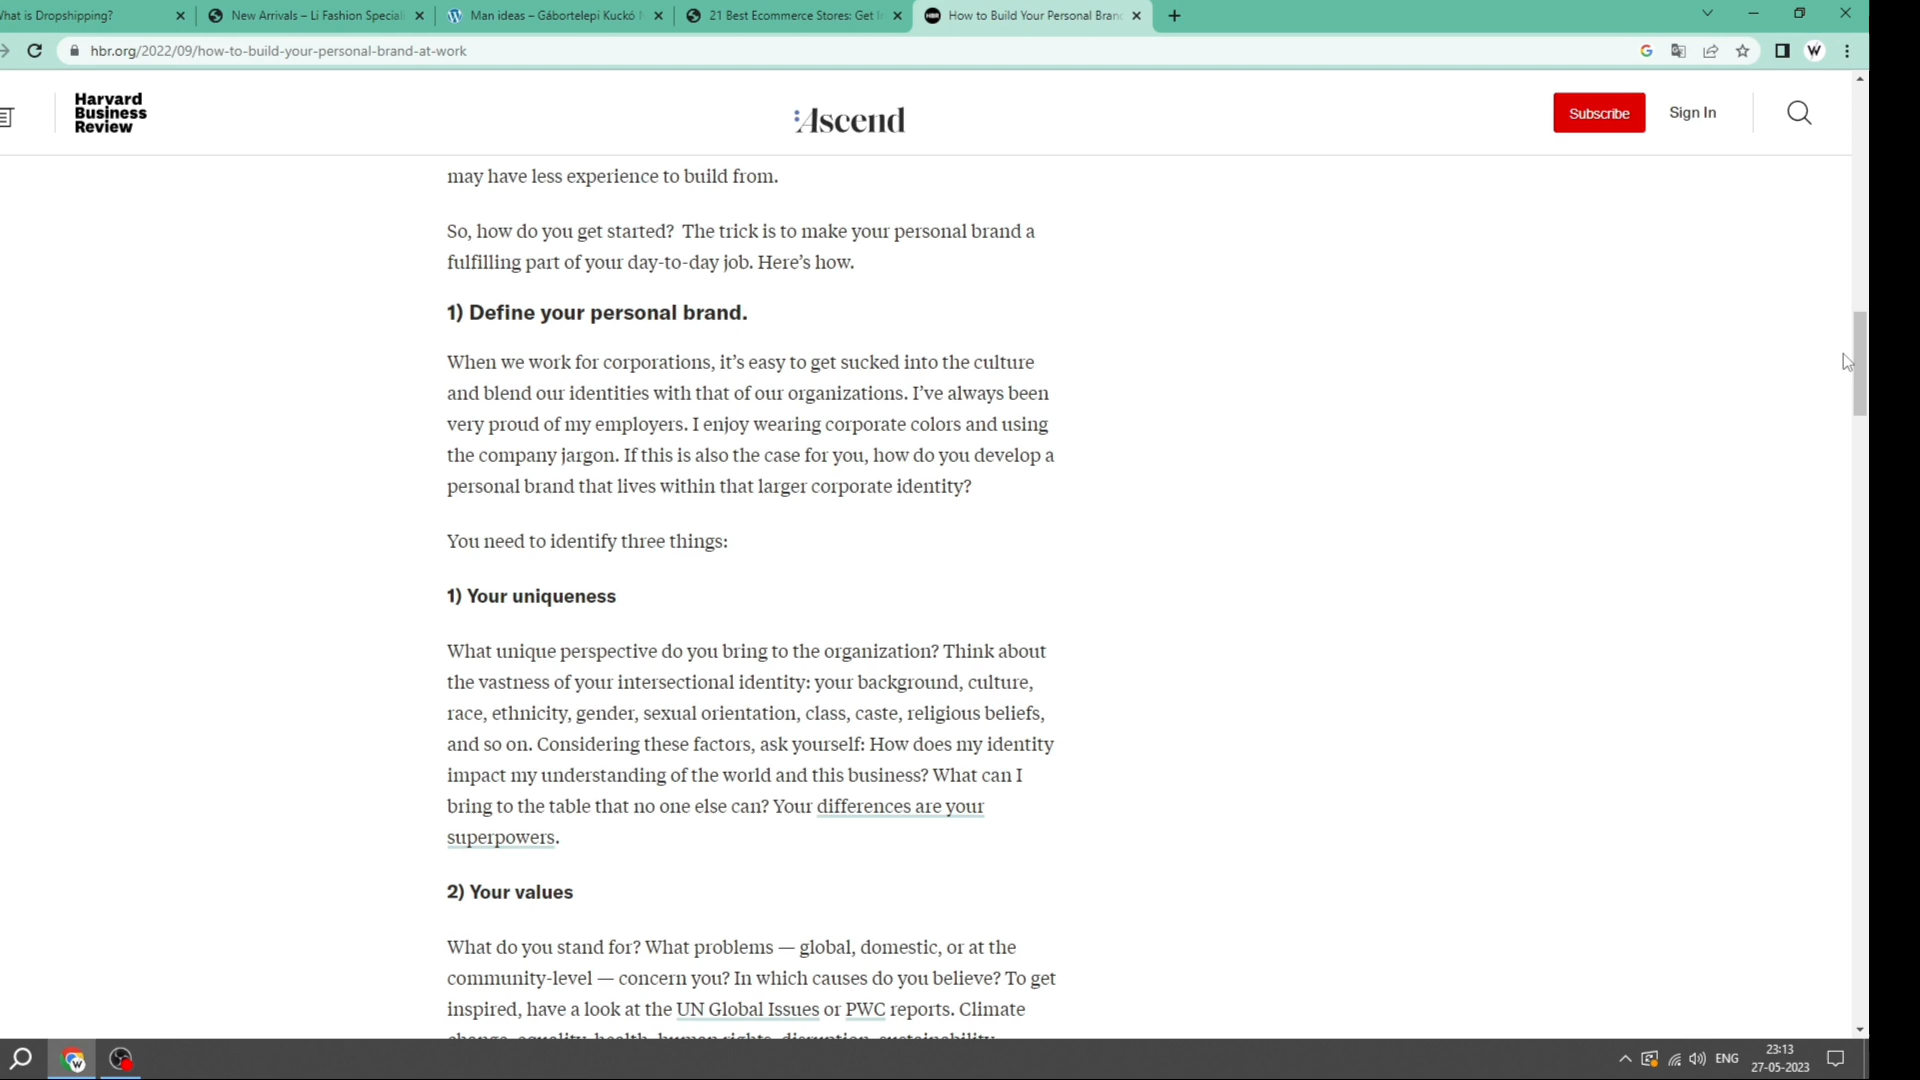 hat is Dropshipping?
New Arrivals – Li Fashion Special
Man ideas – Gábortelepi Kuckó
21 Best Ecommerce Stores: Get I
HBR
How to Build Your Personal Bran
hbr.org/2022/09/how-to-build-your-personal-brand-at-work
W
Harvard
Business
Review
:Ascend
Subscribe
Sign In
may have less experience to build from.
So, how do you get started?  The trick is to make your personal brand a
fulfilling part of your day-to-day job. Here’s how.
1) Define your personal brand.
When we work for corporations, it’s easy to get sucked into the culture
and blend our identities with that of our organizations. I’ve always been
very proud of my employers. I enjoy wearing corporate colors and using
the company jargon. If this is also the case for you, how do you develop a
personal brand that lives within that larger corporate identity?
You need to identify three things:
1) Your uniqueness
What unique perspective do you bring to the organization? Think about
the vastness of your intersectional identity: your background, culture,
race, ethnicity, gender, sexual orientation, class, caste, religious beliefs,
and so on. Considering these factors, ask yourself: How does my identity
impact my understanding of the world and this business? What can I
bring to the table that no one else can? Your differences are your
superpowers.
2) Your values
What do you stand for? What problems — global, domestic, or at the
community-level — concern you? In which causes do you believe? To get
inspired, have a look at the UN Global Issues or PWC reports. Climate
change, equality, health, human rights, disruption, sustainability,
W
ENG
23:13
27-05-2023